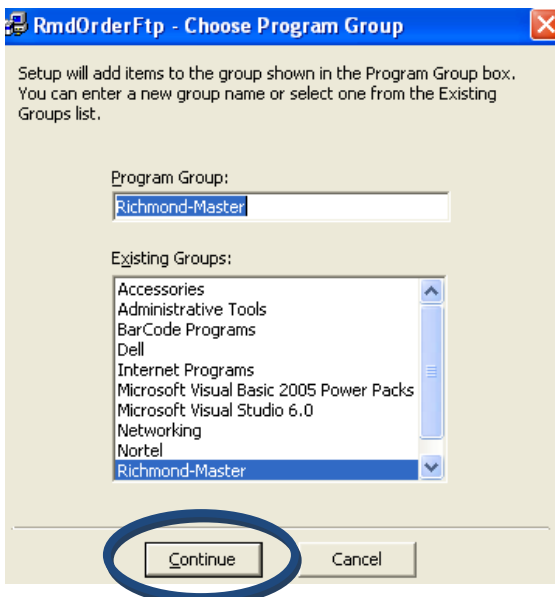 RmdOrderFtp - Choose Program Group
Setup will add items to the group shown in the Program Group box.
You can enter a new group name or select one from the Existing
Groups list.
Program Group:
Richmond-Master
Existing Groups:
Accessories
Administrative Tools
BarCode Programs
Dell
Internet Programs
Microsoft Visual Basic 2005 Power Packs
Microsoft Visual Studio 6.0
Networking
Nortel
Richmond-Master
Continue
Cancel